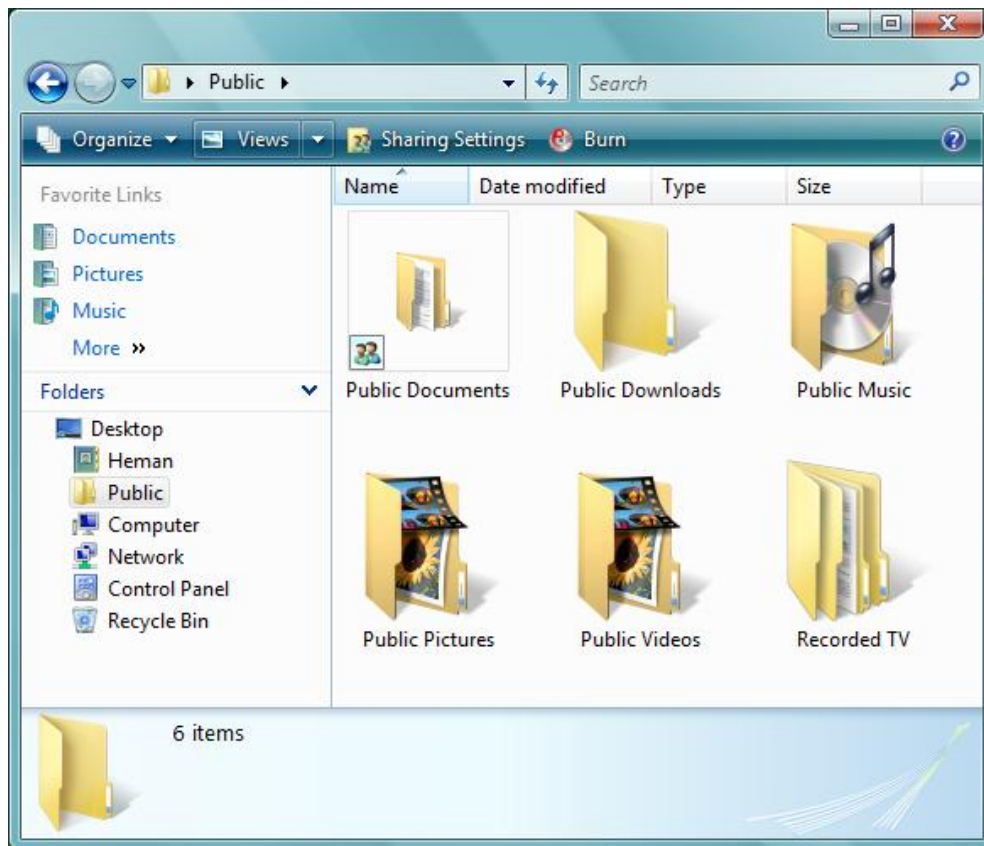 Public
Search
Organize Views Sharing Settings Burn
Favorite Links
Documents
Pictures
Music
More »
Folders
Desktop
Heman
Public
Computer
Network
Control Panel
Recycle Bin
Name Date modified Type Size
Public Documents Public Downloads Public Music
Public Pictures Public Videos Recorded TV
6 items